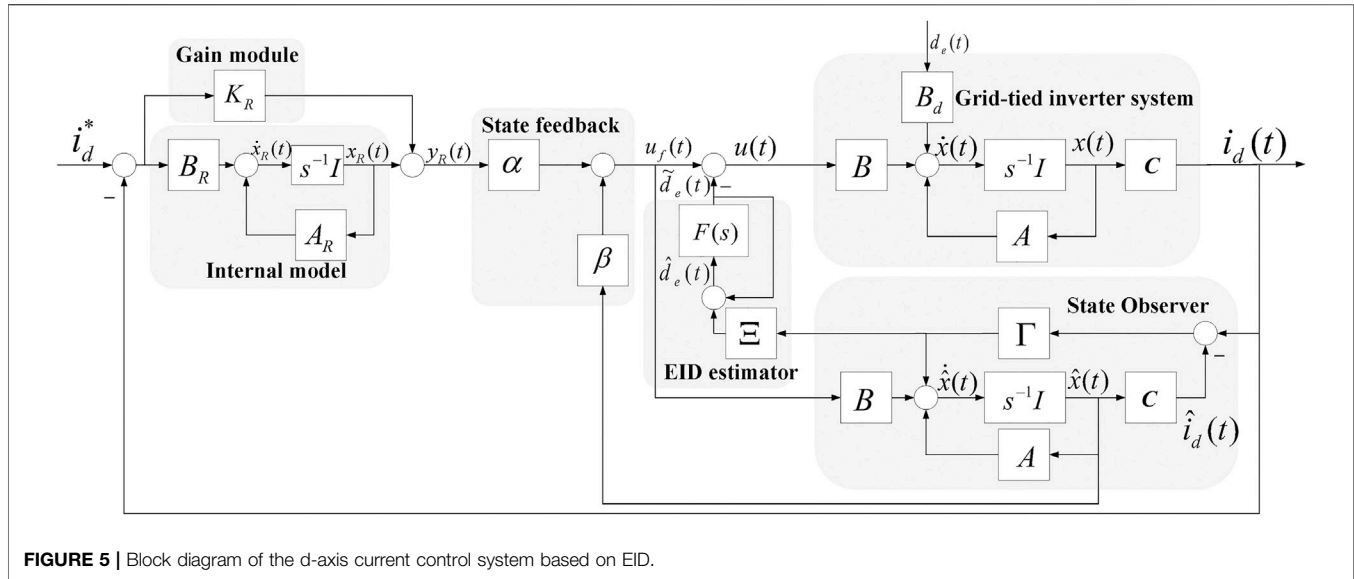 Gain module
K_R
i_d^*
-
B_R
ẋ_R(t)
s^{-1}I
x_R(t)
A_R
Internal model
y_R(t)
State feedback
α
β
u_f(t)
u(t)
d̃_e(t)
-
F(s)
d̂_e(t)
Ξ
EID estimator
d_e(t)
B_d
Grid-tied inverter system
B
ẋ(t)
s^{-1}I
x(t)
C
i_d(t)
A
State Observer
Γ
-
B
x̂̇(t)
s^{-1}I
x̂(t)
C
î_d(t)
A
FIGURE 5 | Block diagram of the d-axis current control system based on EID.